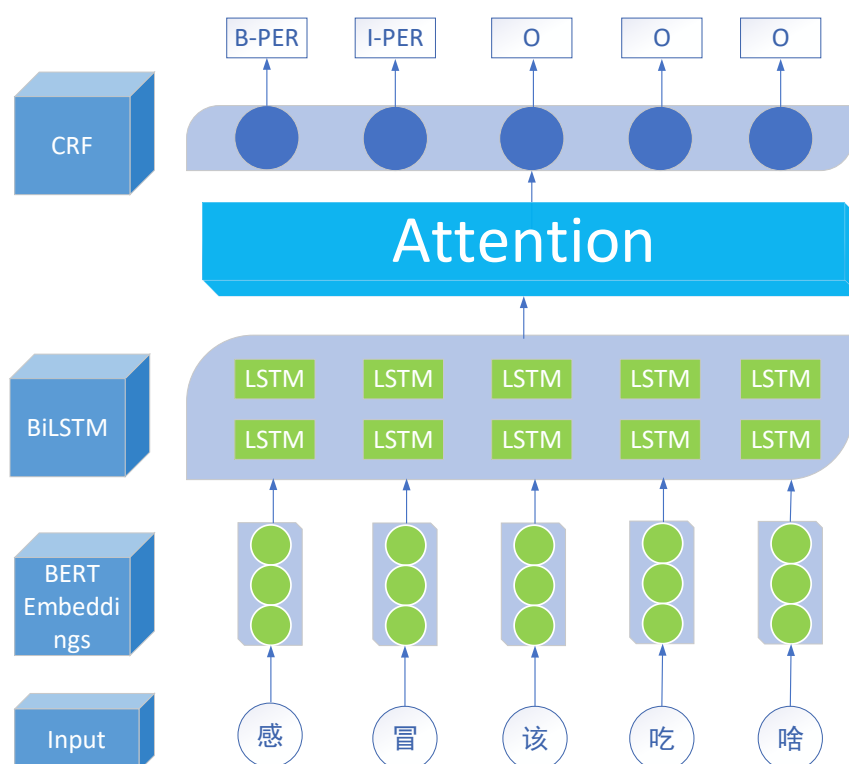 B-PER I-PER O O O
CRF
Attention
LSTM LSTM LSTM LSTM LSTM
BiLSTM
LSTM LSTM LSTM LSTM LSTM
BERT
Embeddi
ngs
Input
感 冒 该 吃 啥